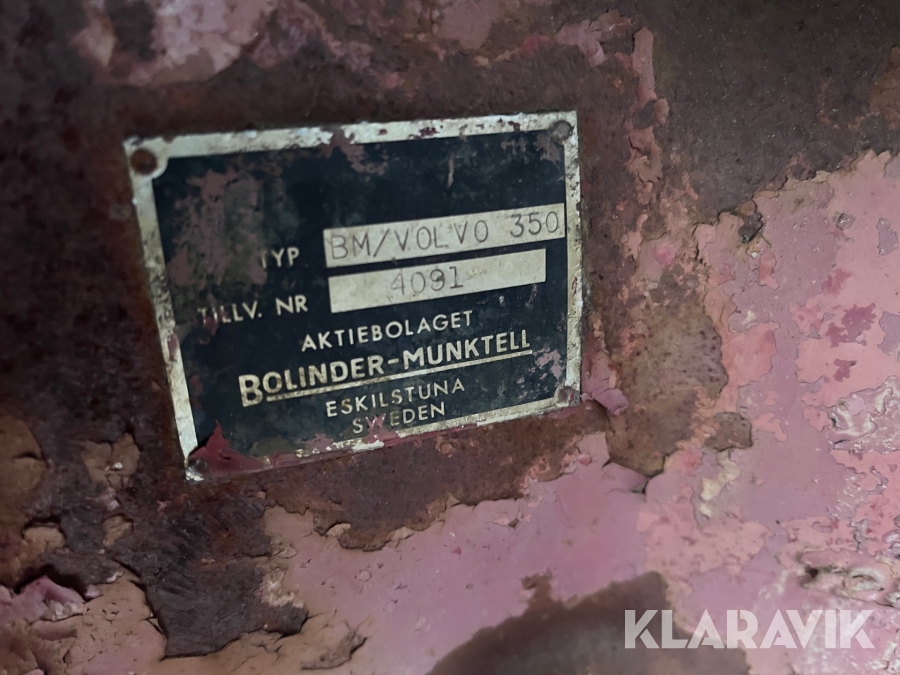 TYP BM/VOLVO 350
TILLV. NR 4091
AKTIEBOLAGET
BOLINDER-MUNKTELL
ESKILSTUNA
SWEDEN
KLARAVIK